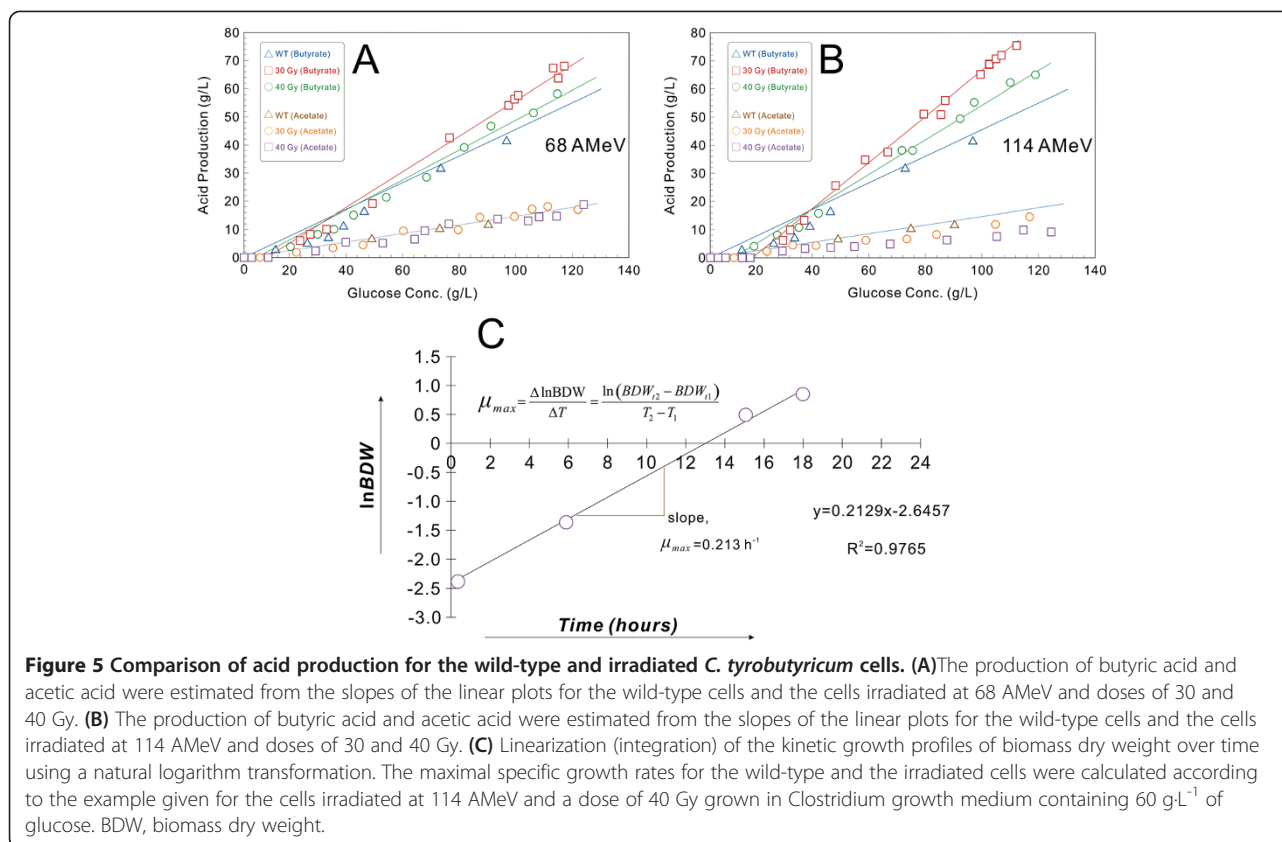 A
B
80
70
60
50
40
30
20
10
0
Acid Production (g/L)
WT (Butyrate)
30 Gy (Butyrate)
40 Gy (Butyrate)
WT (Acetate)
30 Gy (Acetate)
40 Gy (Acetate)
68 AMeV
0 20 40 60 80 100 120 140
Glucose Conc. (g/L)
80
70
60
50
40
30
20
10
0
Acid Production (g/L)
WT (Butyrate)
30 Gy (Butyrate)
40 Gy (Butyrate)
WT (Acetate)
30 Gy (Acetate)
40 Gy (Acetate)
114 AMeV
0 20 40 60 80 100 120 140
Glucose Conc. (g/L)
C
1.5
1.0
0.5
0
-0.5
-1.0
-1.5
-2.0
-2.5
-3.0
lnBDW
μmax = ΔlnBDW / ΔT = ln(BDWt2 − BDWt1) / T2 − T1
0 2 4 6 8 10 12 14 16 18 20 22 24
slope,
μmax =0.213 h-1
y=0.2129x-2.6457
R2=0.9765
Time (hours)
Figure 5 Comparison of acid production for the wild-type and irradiated C. tyrobutyricum cells. (A)The production of butyric acid and
acetic acid were estimated from the slopes of the linear plots for the wild-type cells and the cells irradiated at 68 AMeV and doses of 30 and
40 Gy. (B) The production of butyric acid and acetic acid were estimated from the slopes of the linear plots for the wild-type cells and the cells
irradiated at 114 AMeV and doses of 30 and 40 Gy. (C) Linearization (integration) of the kinetic growth profiles of biomass dry weight over time
using a natural logarithm transformation. The maximal specific growth rates for the wild-type and the irradiated cells were calculated according
to the example given for the cells irradiated at 114 AMeV and a dose of 40 Gy grown in Clostridium growth medium containing 60 g·L-1 of
glucose. BDW, biomass dry weight.